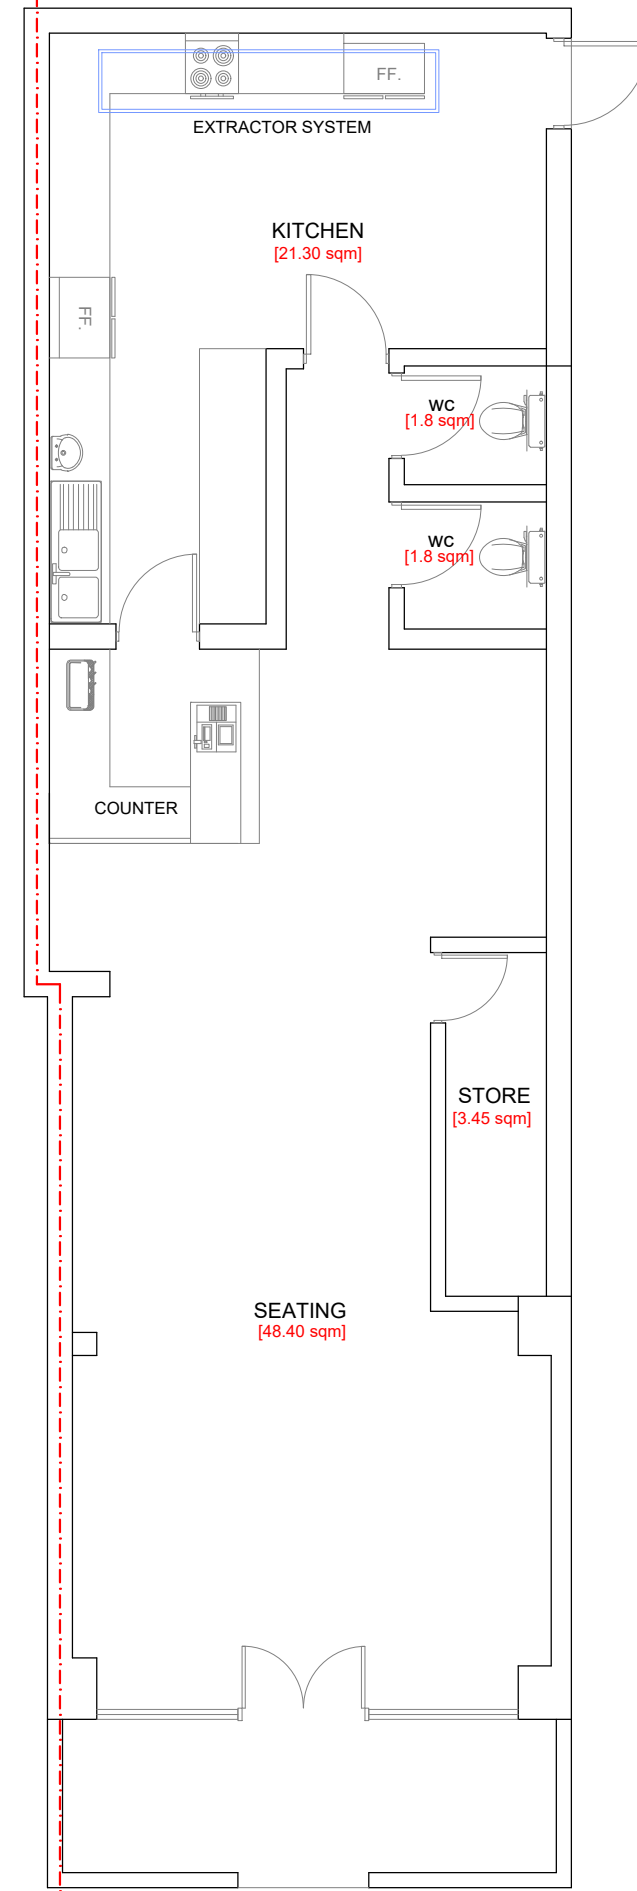 FF.
EXTRACTOR SYSTEM
KITCHEN
[21.30 sqm]
FF.
WC
[1.8 sqm]
WC
[1.8 sqm]
COUNTER
STORE
[3.45 sqm]
SEATING
[48.40 sqm]